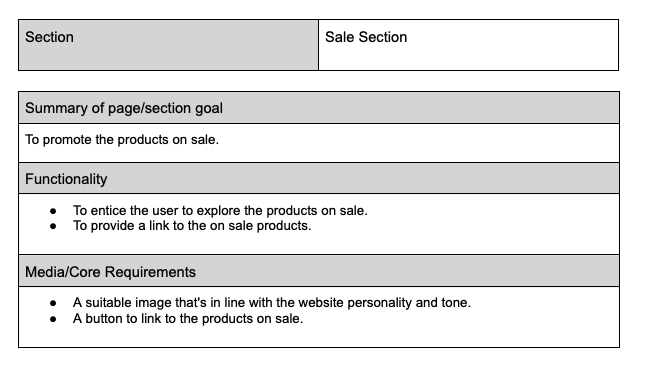 Section
Sale Section
Summary of page/section goal
To promote the products on sale.
Functionality
● To entice the user to explore the products on sale.
● To provide a link to the on sale products.
Media/Core Requirements
● A suitable image that's in line with the website personality and tone.
● A button to link to the products on sale.